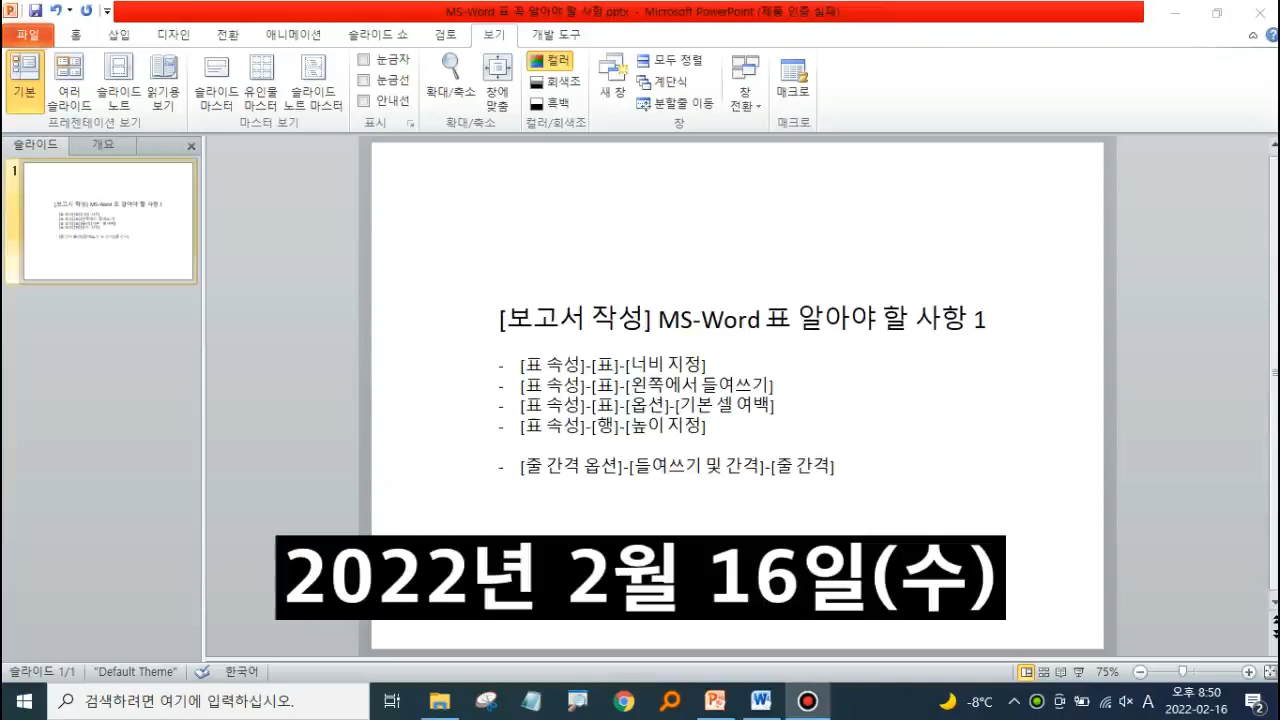 MS-Word 표 꼭 알아야 할 사항.pptx - Microsoft PowerPoint (제품 인증 실패)
파일 홈 삽입 디자인 전환 애니메이션 슬라이드 쇼 검토 보기 개발 도구
기본
여러 슬라이드
슬라이드 노트
읽기용 보기
프레젠테이션 보기
슬라이드 마스터
유인물 마스터
슬라이드 노트 마스터
마스터 보기
눈금자
눈금선
안내선
표시
확대/축소
창에 맞춤
확대/축소
컬러
회색조
흑백
컬러/회색조
새 창
모두 정렬
계단식
분할줄 이동
창 전환
창
매크로
매크로
슬라이드 개요
1
[보고서 작성] MS-Word 표 알아야 할 사항 1
- [표 속성]-[표]-[너비 지정]
- [표 속성]-[표]-[왼쪽에서 들여쓰기]
- [표 속성]-[표]-[옵션]-[기본 셀 여백]
- [표 속성]-[행]-[높이 지정]
- [줄 간격 옵션]-[들여쓰기 및 간격]-[줄 간격]
2022년 2월 16일(수)
슬라이드 1/1 "Default Theme" 한국어 75%
검색하려면 여기에 입력하십시오.
-8°C A 오후 8:50
2022-02-16 2